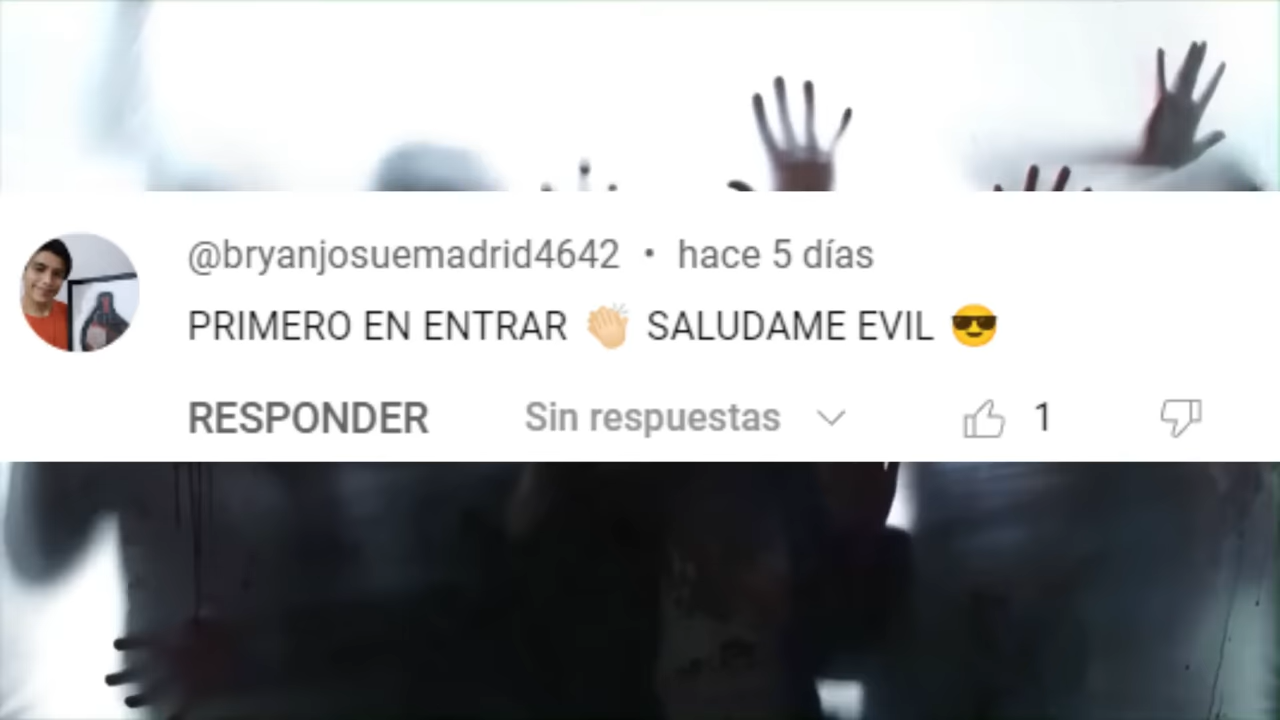 @bryanjosuemadrid4642 • hace 5 días
PRIMERO EN ENTRAR 👏🏻 SALUDAME EVIL 😎
RESPONDER Sin respuestas 1